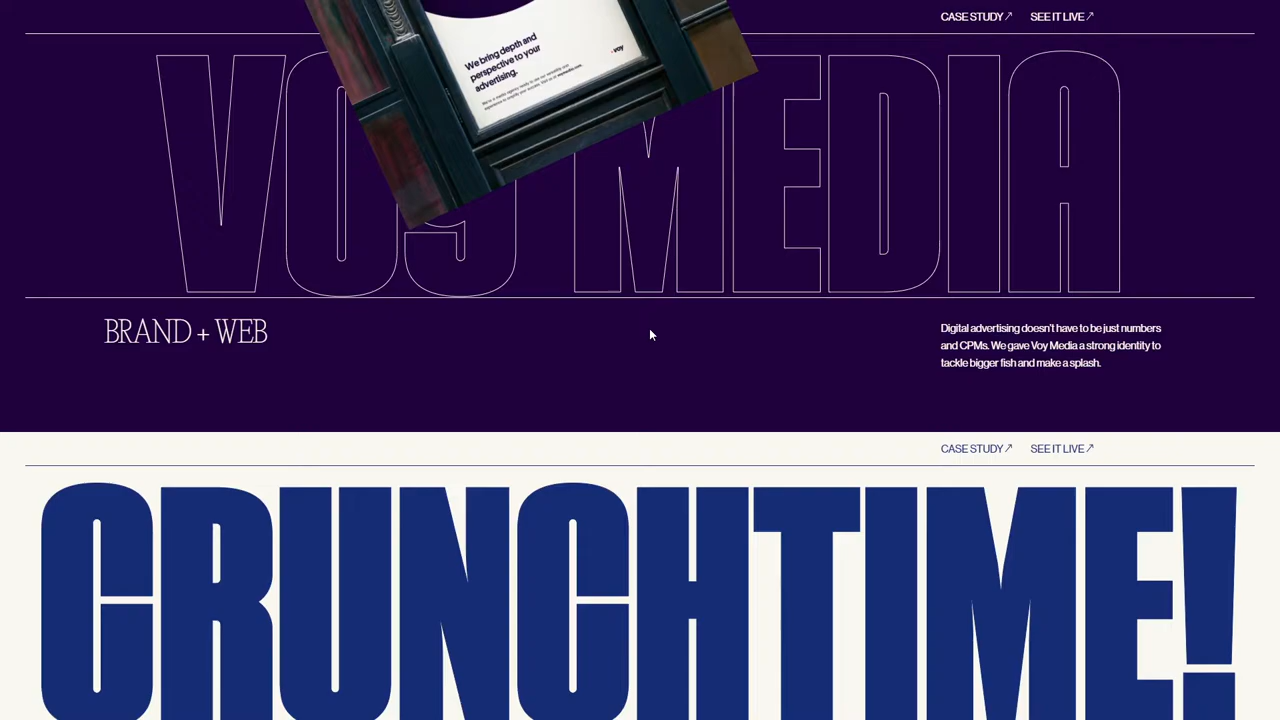 CASE STUDY↗ SEE IT LIVE↗
We bring depth and
perspective to your
advertising.
voy
VOY MEDIA
BRAND + WEB
Digital advertising doesn't have to be just numbers
and CPMs. We gave Voy Media a strong identity to
tackle bigger fish and make a splash.
CASE STUDY↗ SEE IT LIVE↗
CRUNCHTIME!